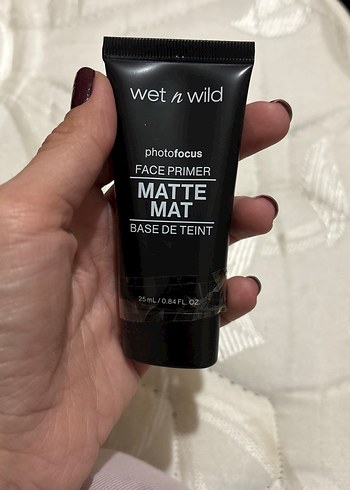 wet n wild
photofocus
FACE PRIMER
MATTE
MAT
BASE DE TEINT
25 mL / 0.84 FL. OZ.